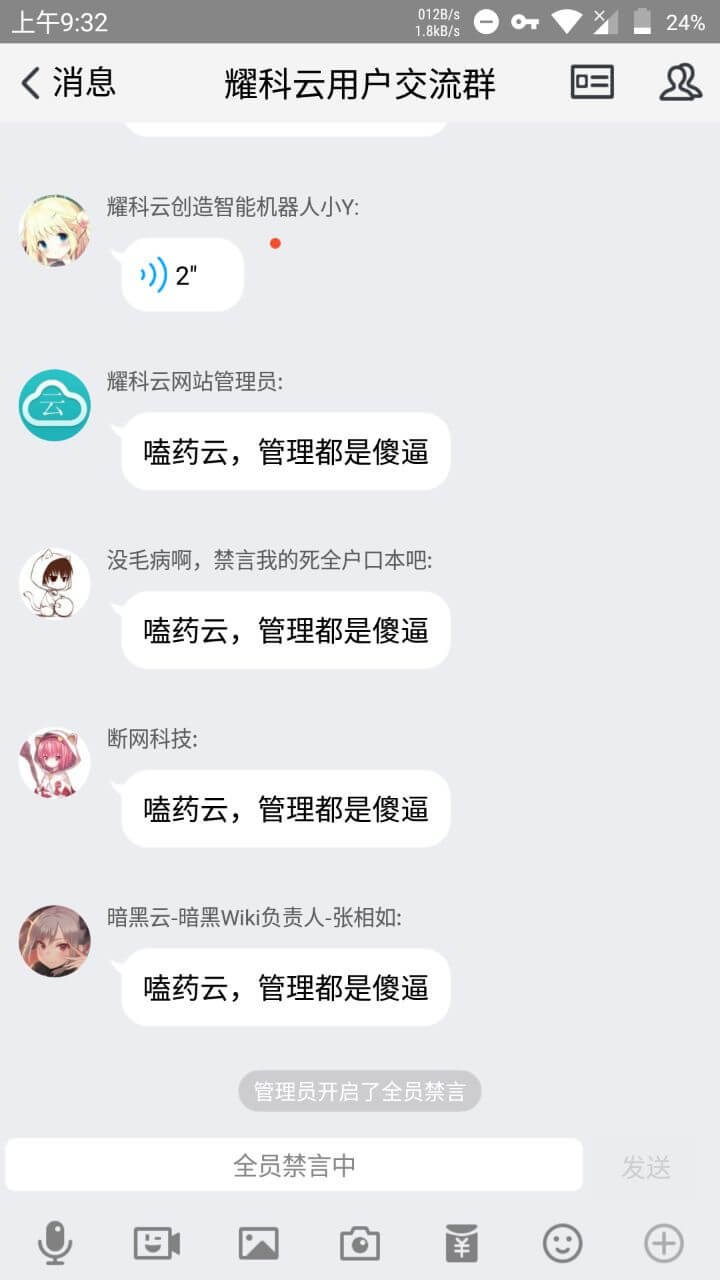 上午9:32
012B/s
1.8kB/s
24%
消息
耀科云用户交流群
耀科云创造智能机器人小Y:
2"
耀科云网站管理员:
云
嗑药云，管理都是傻逼
没毛病啊，禁言我的死全户口本吧:
嗑药云，管理都是傻逼
断网科技:
嗑药云，管理都是傻逼
暗黑云-暗黑Wiki负责人-张相如:
嗑药云，管理都是傻逼
管理员开启了全员禁言
全员禁言中
发送